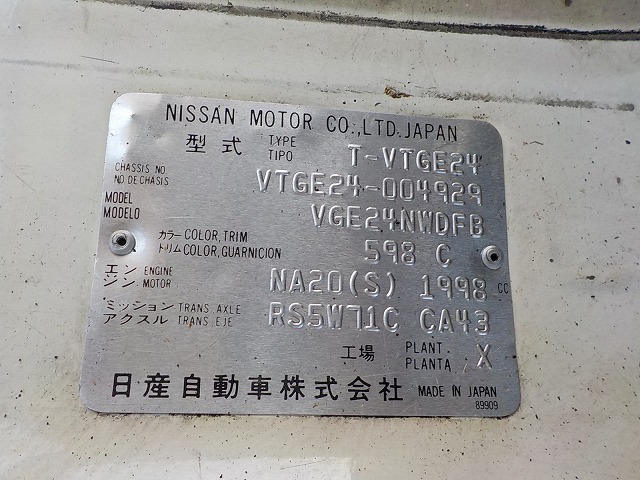 NISSAN MOTOR CO.,LTD.JAPAN
型式 TYPE TIPO T-VTGE24
CHASSIS NO NO DE CHASIS VTGE24-004929
MODEL MODELO VGE24NWDFB
カラー COLOR,TRIM トリム COLOR,GUARNICION 598 C
エンジン ENGINE MOTOR NA20(S) 1998 CC
ミッション TRANS. AXLE アクスル TRANS. EJE RS5W71C CA43
工場 PLANT. PLANTA X
日産自動車株式会社 MADE IN JAPAN
89909